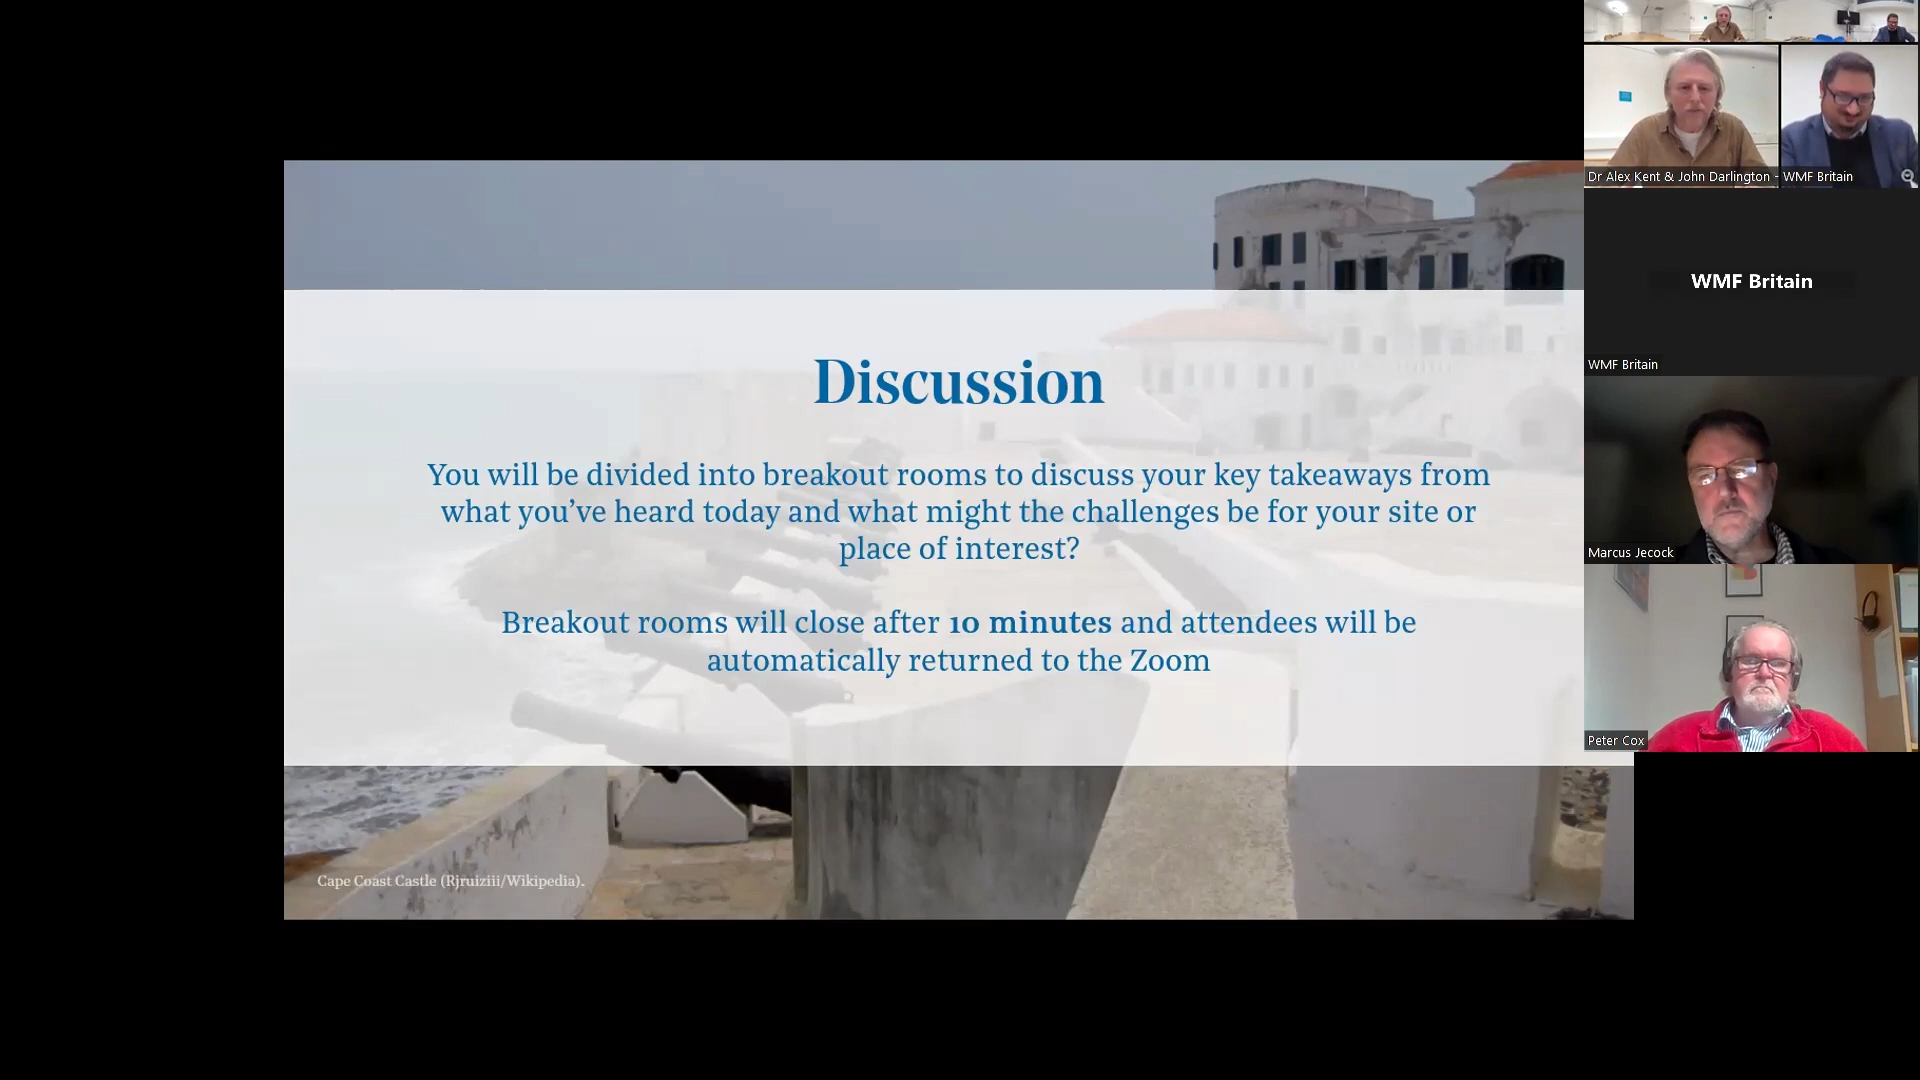 Discussion
You will be divided into breakout rooms to discuss your key takeaways from
what you’ve heard today and what might the challenges be for your site or
place of interest?
Breakout rooms will close after 10 minutes and attendees will be
automatically returned to the Zoom
Cape Coast Castle (Rjruiziii/Wikipedia).
Dr Alex Kent & John Darlington - WMF Britain
WMF Britain
WMF Britain
Marcus Jecock
Peter Cox